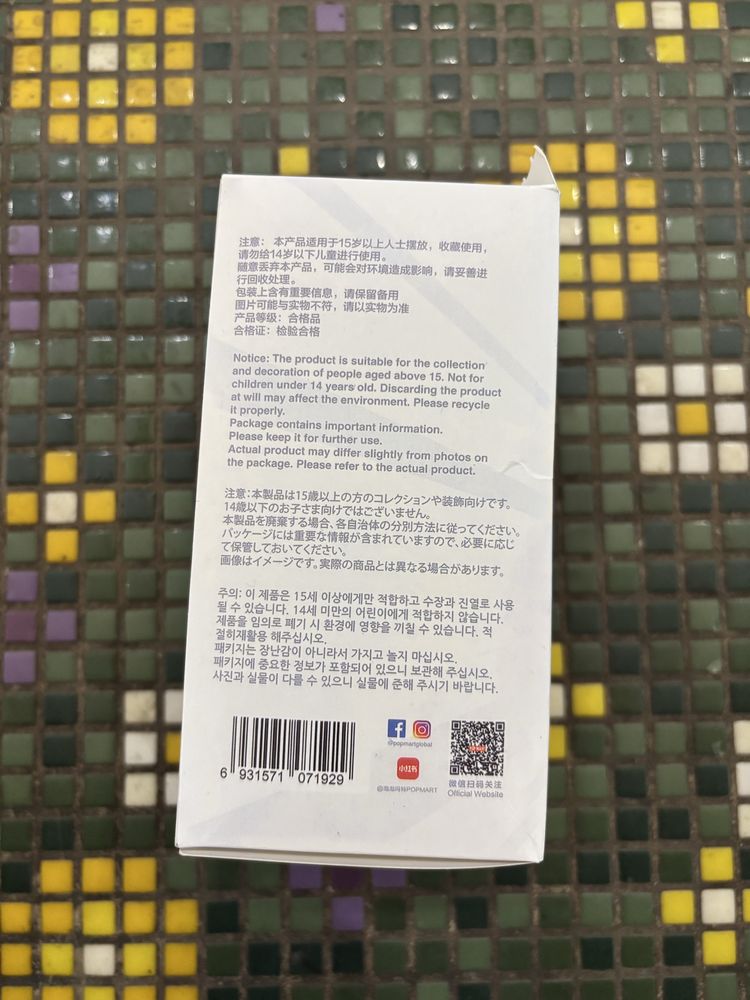 注意：本产品适用于15岁以上人士摆放，收藏使用，
请勿给14岁以下儿童进行使用。
随意丢弃本产品，可能会对环境造成影响，请妥善进
行回收处理。
包装上含有重要信息，请保留备用
图片可能与实物不符，请以实物为准
产品等级：合格品
合格证：检验合格
Notice: The product is suitable for the collection
and decoration of people aged above 15. Not for
children under 14 years old. Discarding the product
at will may affect the environment. Please recycle
it properly.
Package contains important information.
Please keep it for further use.
Actual product may differ slightly from photos on
the package. Please refer to the actual product.
注意：本製品は15歳以上の方のコレクションや装飾向けです。
14歳以下のお子さま向けではございません。
本製品を廃棄する場合、各自治体の分別方法に従ってください。
パッケージには重要な情報が含まれていますので、必要に応じ
て保管しておいてください。
画像はイメージです。実際の商品とは異なる場合があります。
주의: 이 제품은 15세 이상에게만 적합하고 수장과 진열로 사용
될 수 있습니다. 14세 미만의 어린이에게 적합하지 않습니다.
제품을 임의로 폐기 시 환경에 영향을 끼칠 수 있습니다. 적
절히재활용 해주십시오.
패키지는 장난감이 아니라서 가지고 놀지 마십시오.
패키지에 중요한 정보가 포함되어 있으니 보관해 주십시오.
사진과 실물이 다를 수 있으니 실물에 준해 주시기 바랍니다.
6 931571 071929
@popmartglobal
小红书
@泡泡玛特POPMART
微信扫码关注
Official Website